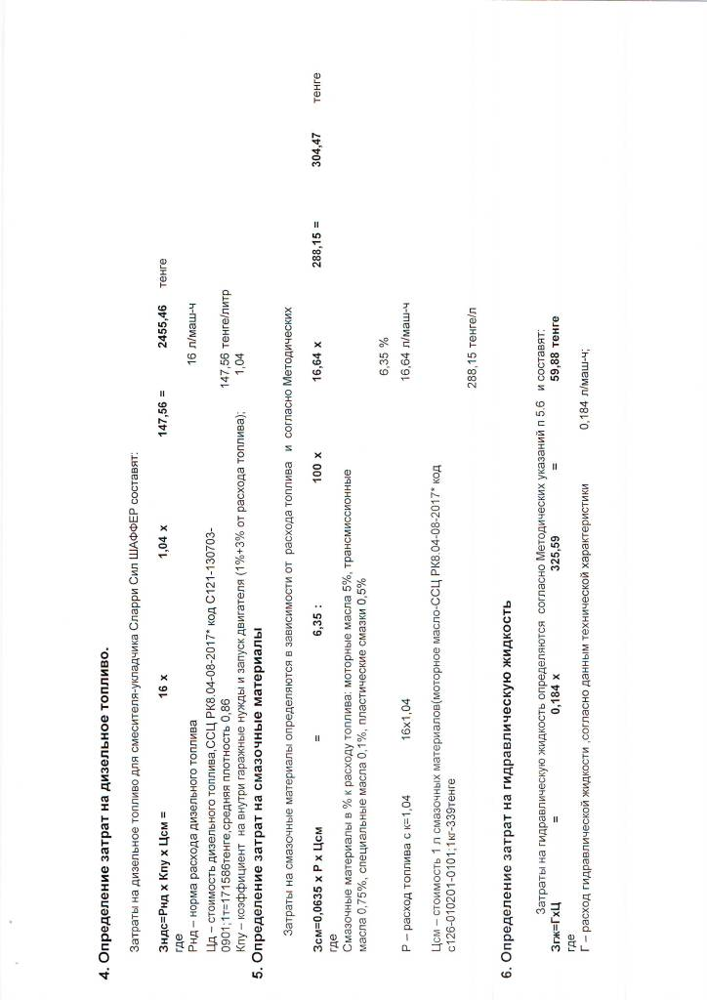 4. Определение затрат на дизельное топливо.
Затраты на дизельное топливо для смесителя-укладчика Сларри Сил ШАФФЕР составят:
Зндс=Рнд х Кпу х Цсм = 16 х 1,04 х 147,56 = 2455,46 тенге
где
Рнд – норма расхода дизельного топлива 16 л/маш-ч
Цд – стоимость дизельного топлива,ССЦ РК8.04-08-2017* код С121-130703-
0901;1т=171586тенге,средняя плотность 0,86 147,56 тенге/литр
Кпу – коэффициент на внутри гаражные нужды и запуск двигателя (1%+3% от расхода топлива); 1,04
5. Определение затрат на смазочные материалы
Затраты на смазочные материалы определяются в зависимости от расхода топлива и согласно Методических
Зсм=0,0635 х Р х Цсм = 6,35 : 100 х 16,64 х 288,15 = 304,47 тенге
где
Смазочные материалы в % к расходу топлива: моторные масла 5%, трансмиссионные
масла 0,75%, специальные масла 0,1%, пластические смазки 0,5% 6,35 %
Р – расход топлива с к=1,04 16х1,04 16,64 л/маш-ч
Цсм – стоимость 1 л смазочных материалов(моторное масло-ССЦ РК8.04-08-2017* код
с126-010201-0101;1кг-339тенге 288,15 тенге/л
6. Определение затрат на гидравлическую жидкость
Затраты на гидравлическую жидкость определяются согласно Методических указаний п 5.6 и составят:
Згж=ГхЦ = 0,184 х 325,59 = 59,88 тенге
где
Г – расход гидравлической жидкости ,согласно данным технической характеристики 0,184 л/маш-ч;